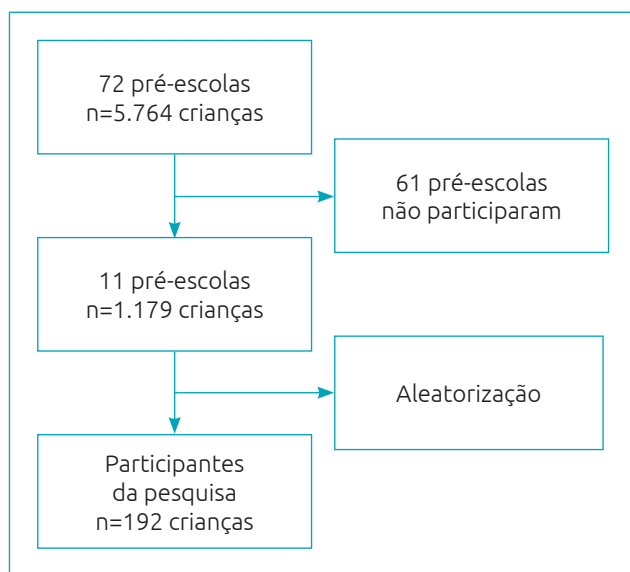 72 pré-escolas
n=5.764 crianças
61 pré-escolas
não participaram
11 pré-escolas
n=1.179 crianças
Aleatorização
Participantes
da pesquisa
n=192 crianças